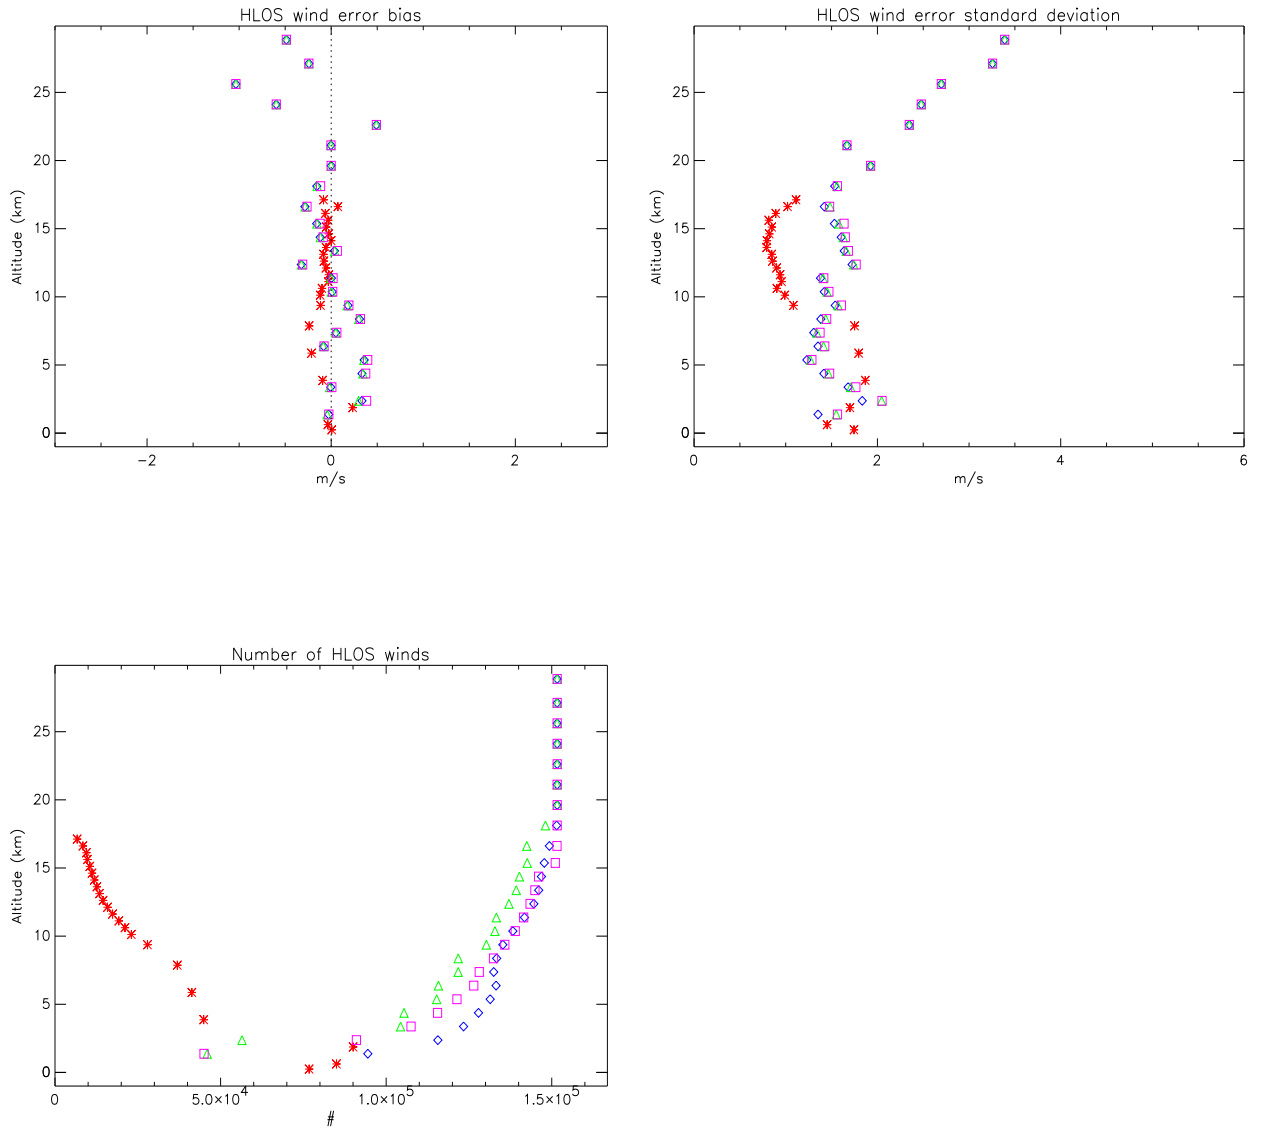 HLOS wind error bias
Altitude (km)
25
20
15
10
5
0
−2 0 2
m/s
HLOS wind error standard deviation
Altitude (km)
25
20
15
10
5
0
0 2 4 6
m/s
Number of HLOS winds
Altitude (km)
25
20
15
10
5
0
0 5.0×10⁴ 1.0×10⁵ 1.5×10⁵
#